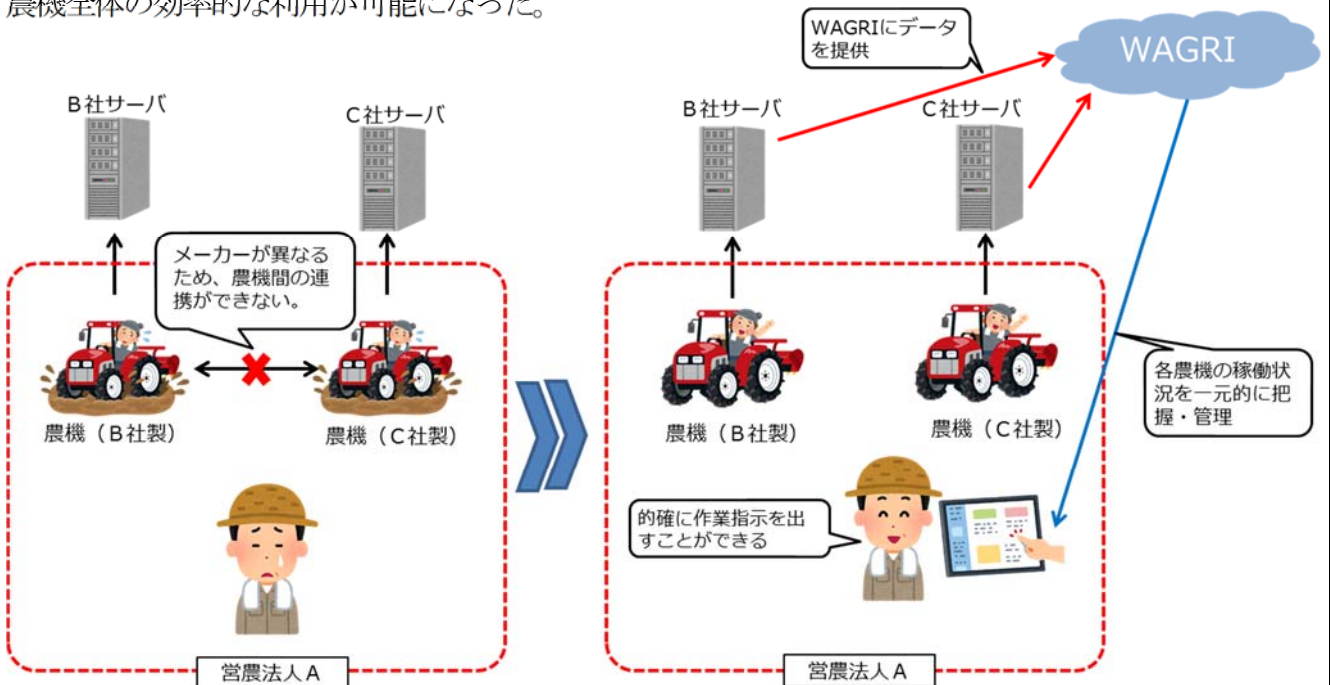 農機全体の効率的な利用が可能になった。
B社サーバ
C社サーバ
メーカーが異なる
ため、農機間の連
携ができない。
農機（B社製）
農機（C社製）
営農法人A
WAGRIにデータ
を提供
WAGRI
B社サーバ
C社サーバ
農機（B社製）
農機（C社製）
各農機の稼働状
況を一元的に把
握・管理
的確に作業指示を出
すことができる
営農法人A